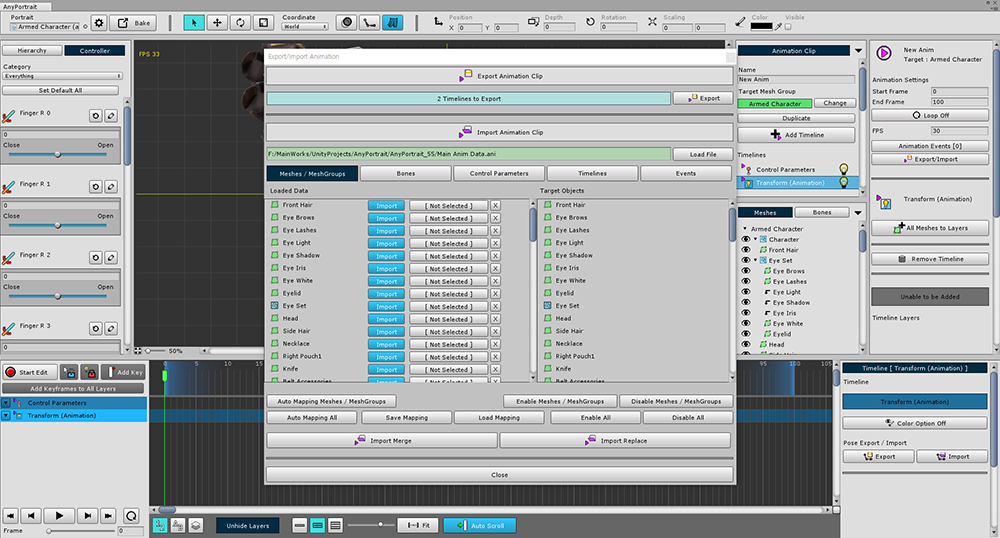 AnyPortrait
Portrait
Armed Character (a
Bake
Coordinate
World
Position
X 0 Y 0
Depth
0
Rotation
0
Scaling
X 0 Y 0
Color
Visible
Hierarchy
Controller
Category
Everything
Set Default All
Finger R 0
0
Close Open
Finger R 1
0
Close Open
Finger R 2
0
Close Open
Finger R 3
0
FPS 33
50%
Export/Import Animation
Export Animation Clip
2 Timelines to Export
Export
Import Animation Clip
F:/MainWorks/UnityProjects/AnyPortrait/AnyPortrait_5S/Main Anim Data.ani
Load File
Meshes / MeshGroups
Bones
Control Parameters
Timelines
Events
Loaded Data
Target Objects
Front Hair Import [ Not Selected ] X Front Hair
Eye Brows Import [ Not Selected ] X Eye Brows
Eye Lashes Import [ Not Selected ] X Eye Lashes
Eye Light Import [ Not Selected ] X Eye Light
Eye Shadow Import [ Not Selected ] X Eye Shadow
Eye Iris Import [ Not Selected ] X Eye Iris
Eye White Import [ Not Selected ] X Eye White
Eyelid Import [ Not Selected ] X Eyelid
Eye Set Import [ Not Selected ] X Eye Set
Head Import [ Not Selected ] X Head
Side Hair Import [ Not Selected ] X Side Hair
Necklace Import [ Not Selected ] X Necklace
Right Pouch1 Import [ Not Selected ] X Right Pouch1
Knife Import [ Not Selected ] X Knife
Belt Accessories Import [ Not Selected ] X Belt Accessories
Auto Mapping Meshes / MeshGroups
Enable Meshes / MeshGroups
Disable Meshes / MeshGroups
Auto Mapping All
Save Mapping
Load Mapping
Enable All
Disable All
Import Merge
Import Replace
Close
Animation Clip
Name
New Anim
Target Mesh Group
Armed Character
Change
Duplicate
Add Timeline
Timelines
Control Parameters
Transform (Animation)
Meshes
Bones
Armed Character
Character
Front Hair
Eye Set
Eye Brows
Eye Lashes
Eye Light
Eye Shadow
Eye Iris
Eye White
Eyelid
Head
New Anim
Target : Armed Character
Animation Settings
Start Frame 0
End Frame 100
Loop Off
FPS 30
Animation Events [0]
Export/Import
Transform (Animation)
All Meshes to Layers
Remove Timeline
Unable to be Added
Timeline Layers
Start Edit
Add Key
Add Keyframes to All Layers
Control Parameters
Transform (Animation)
0 5 95 100 105
Frame 0
Unhide Layers
Fit
Auto Scroll
Timeline [ Transform (Animation) ]
Timeline
Transform (Animation)
Color Option Off
Pose Export / Import
Export
Import